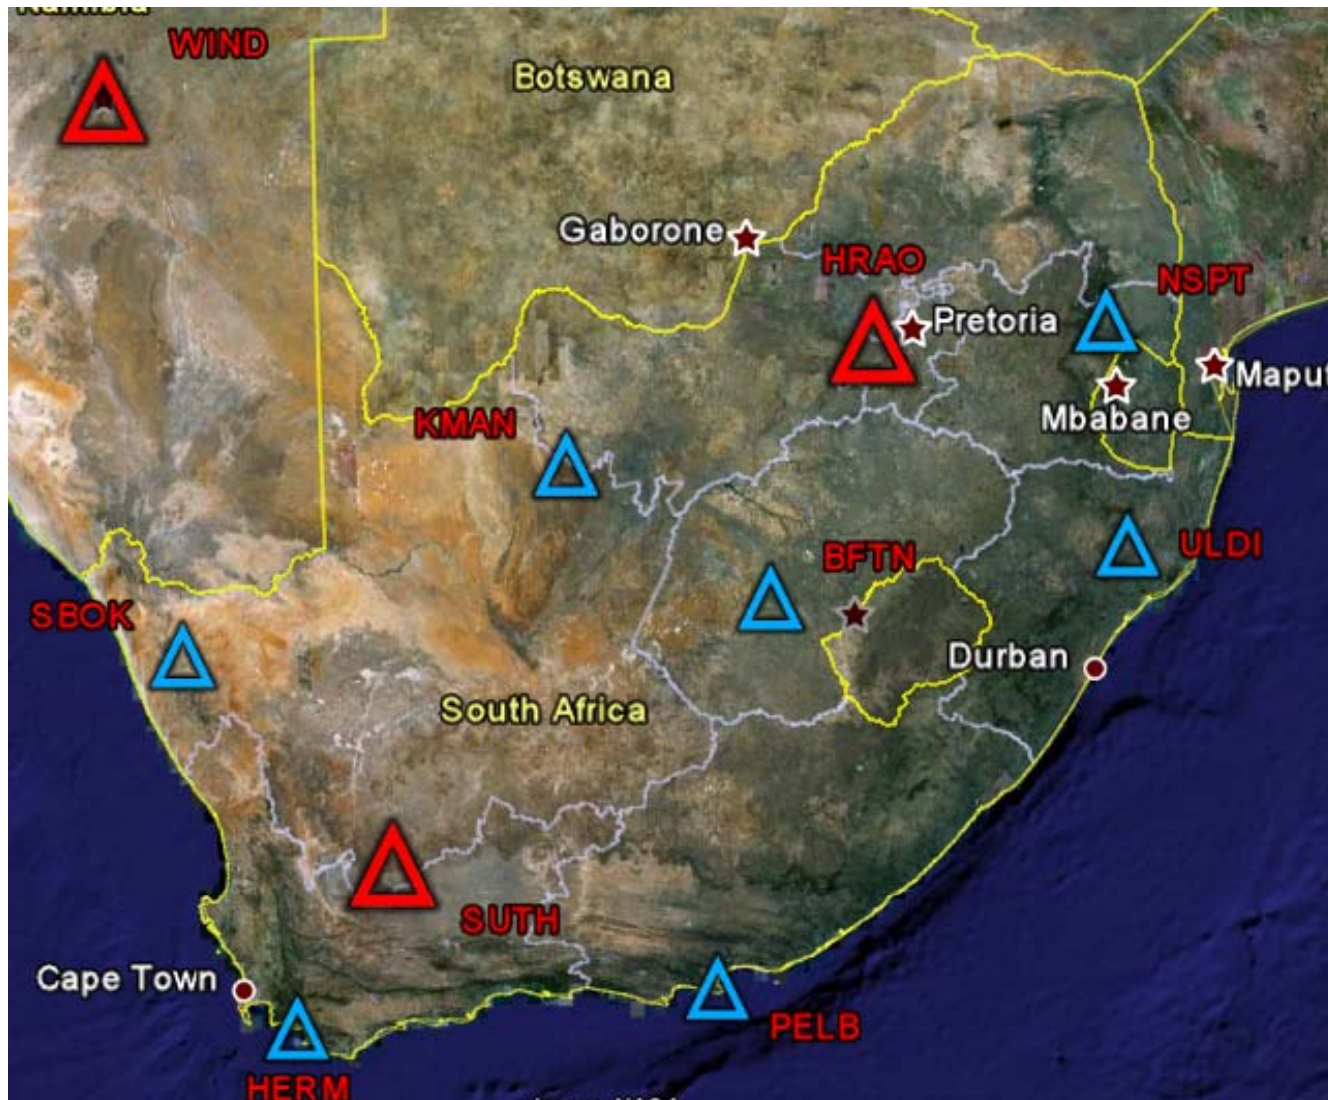 Namibia
WIND
Botswana
Gaborone
HRAO
NSPT
Pretoria
Mbabane
KMAN
BFTN
ULDI
SBOK
Durban
South Africa
SUTH
Cape Town
PELB
HERM